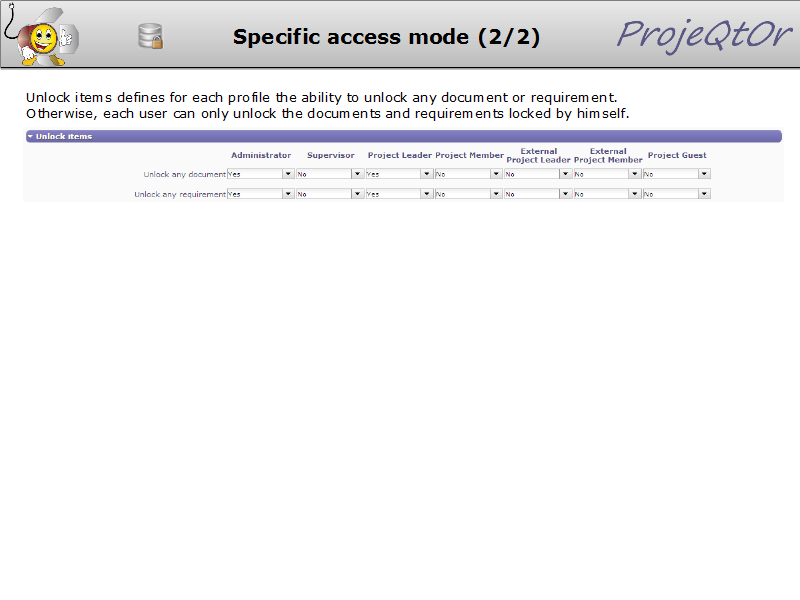 Specific access mode (2/2)
ProjeQtOr
Unlock items defines for each profile the ability to unlock any document or requirement.
Otherwise, each user can only unlock the documents and requirements locked by himself.
Unlock items
Administrator Supervisor Project Leader Project Member External Project Leader External Project Member Project Guest
Unlock any document Yes No Yes No No No No
Unlock any requirement Yes No Yes No No No No